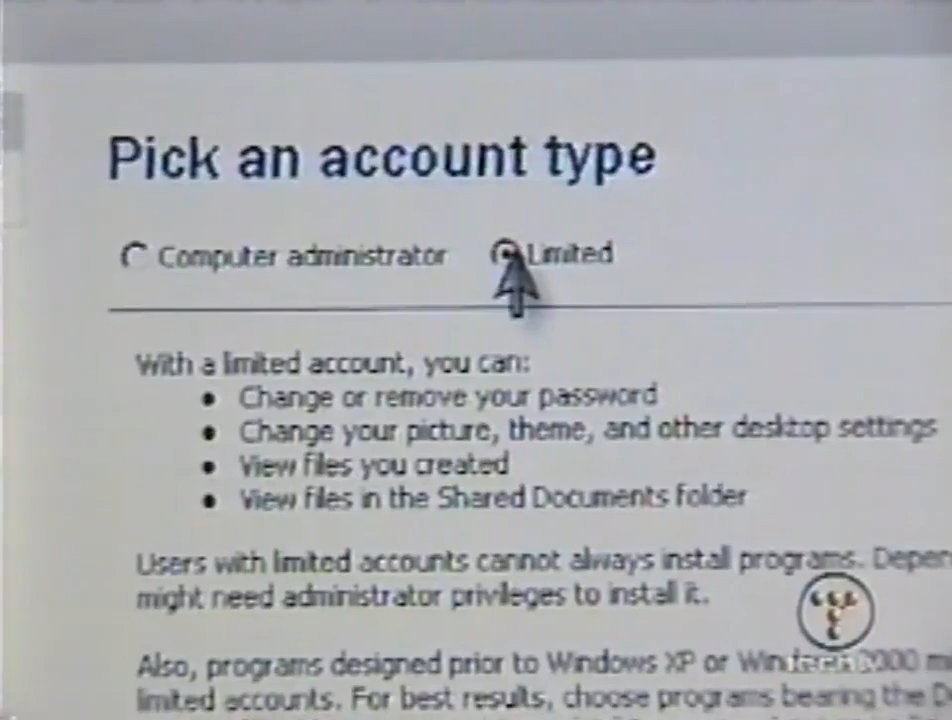 Pick an account type
Computer administrator Limited
With a limited account, you can:
• Change or remove your password
• Change your picture, theme, and other desktop settings
• View files you created
• View files in the Shared Documents folder
Users with limited accounts cannot always install programs.
might need administrator privileges to install it.
Also, programs designed prior to Windows XP or
limited accounts. For best results, choose programs bearing the